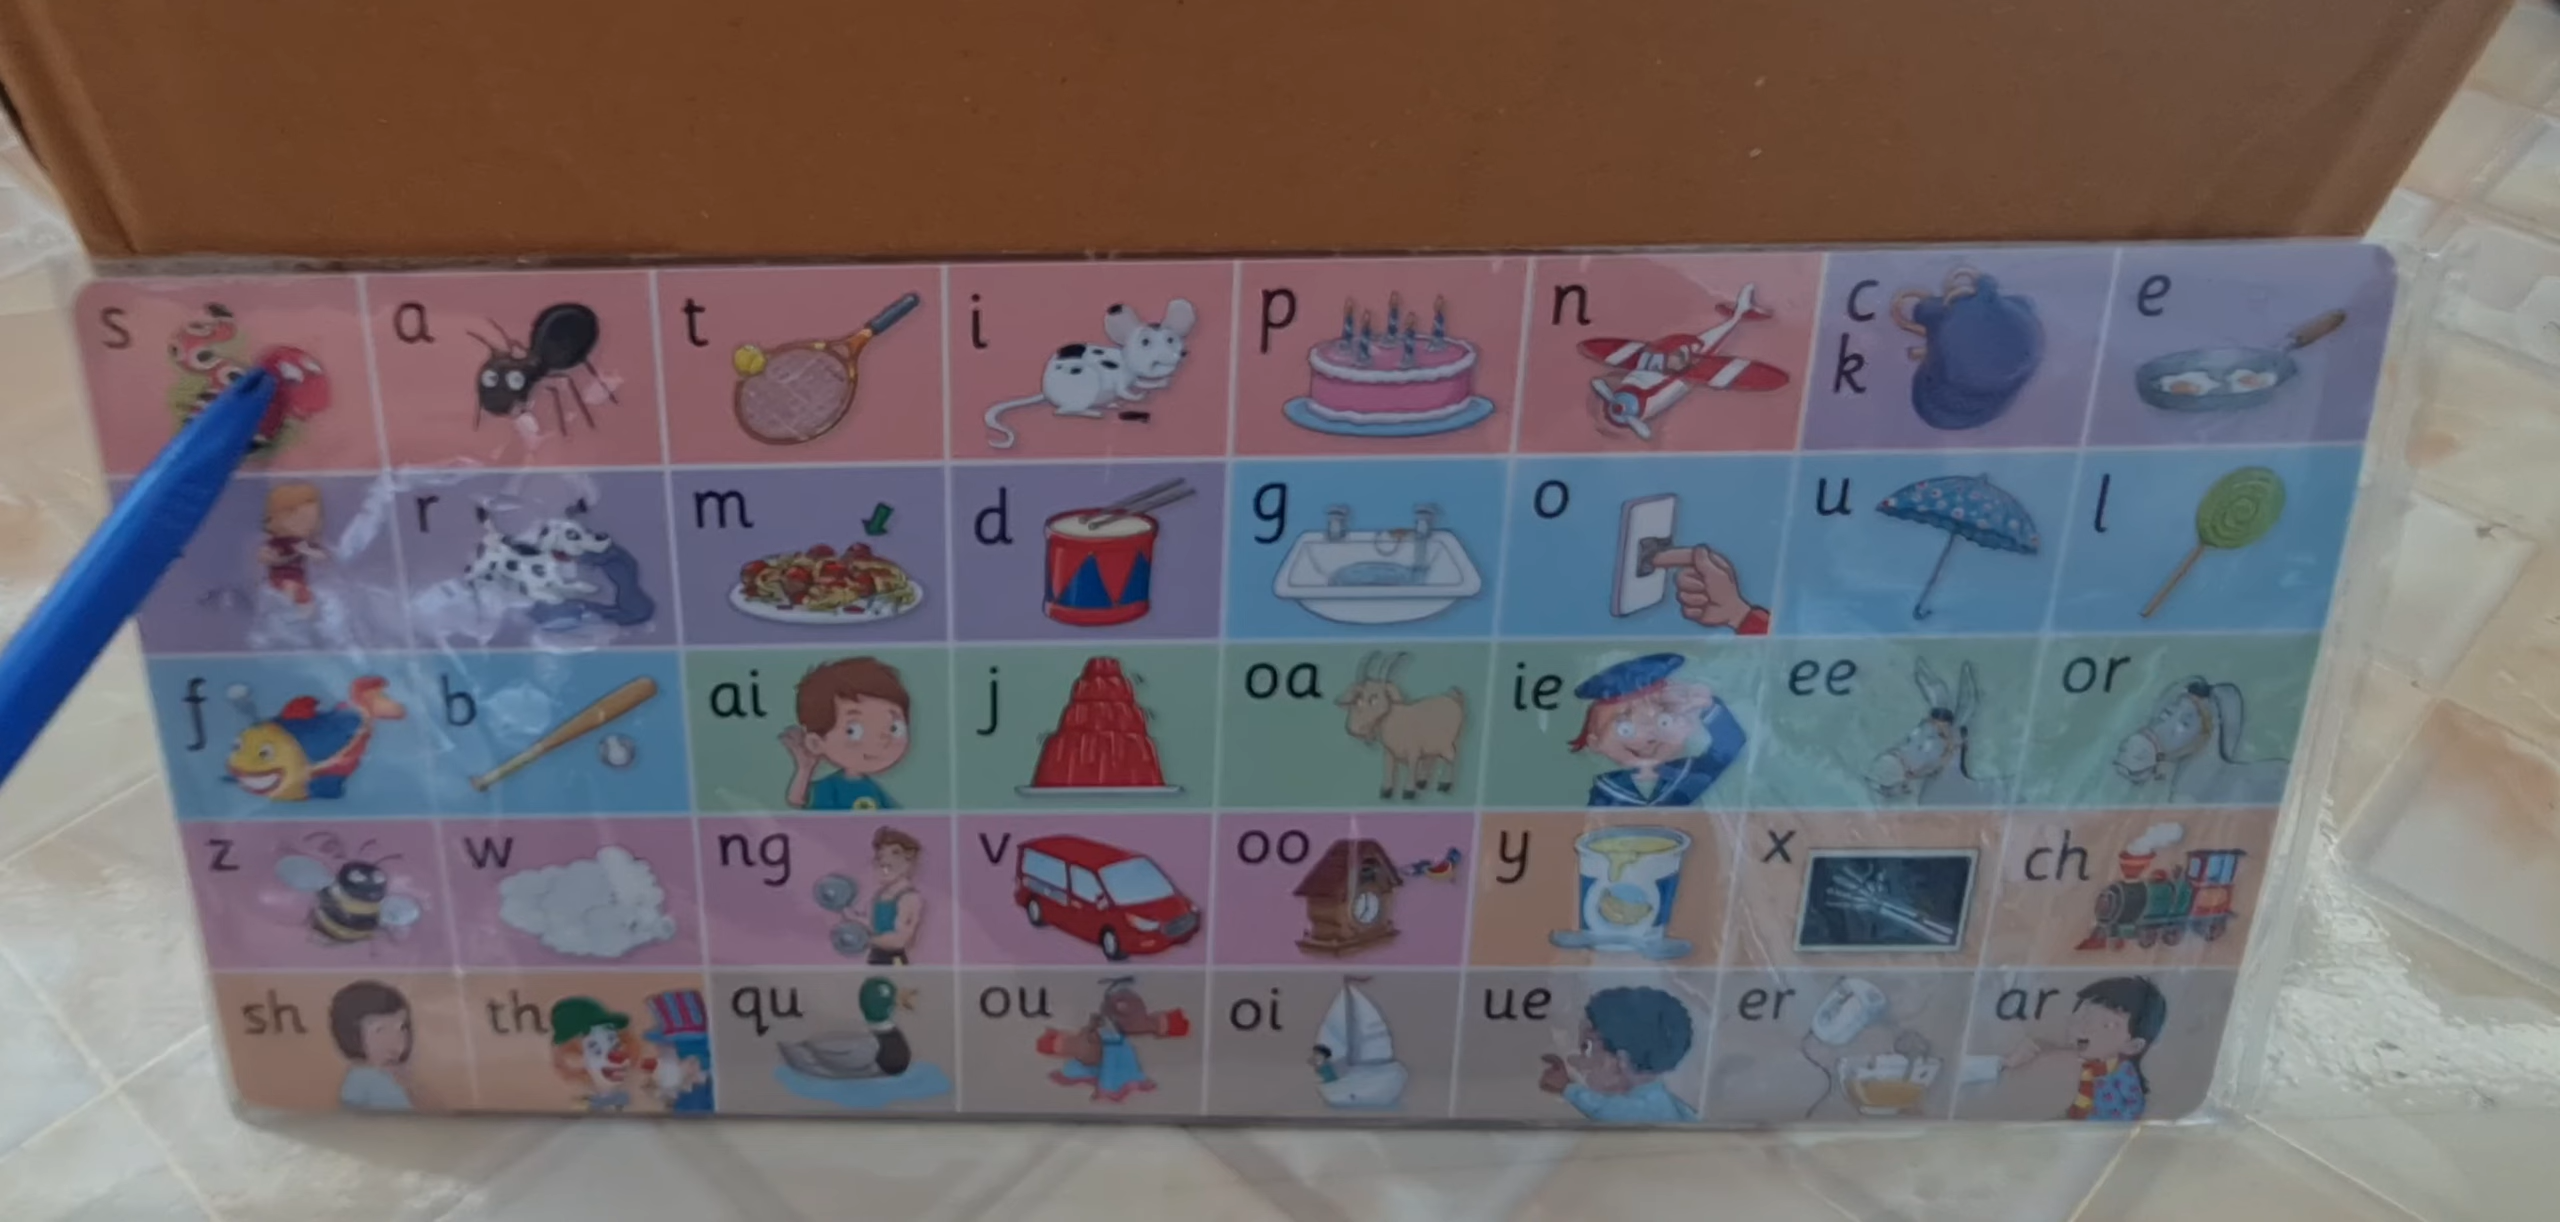 s a t i p n c k e
r m d g o u l
f b ai j oa ie ee or
z w ng v oo y x ch
sh th qu ou oi ue er ar